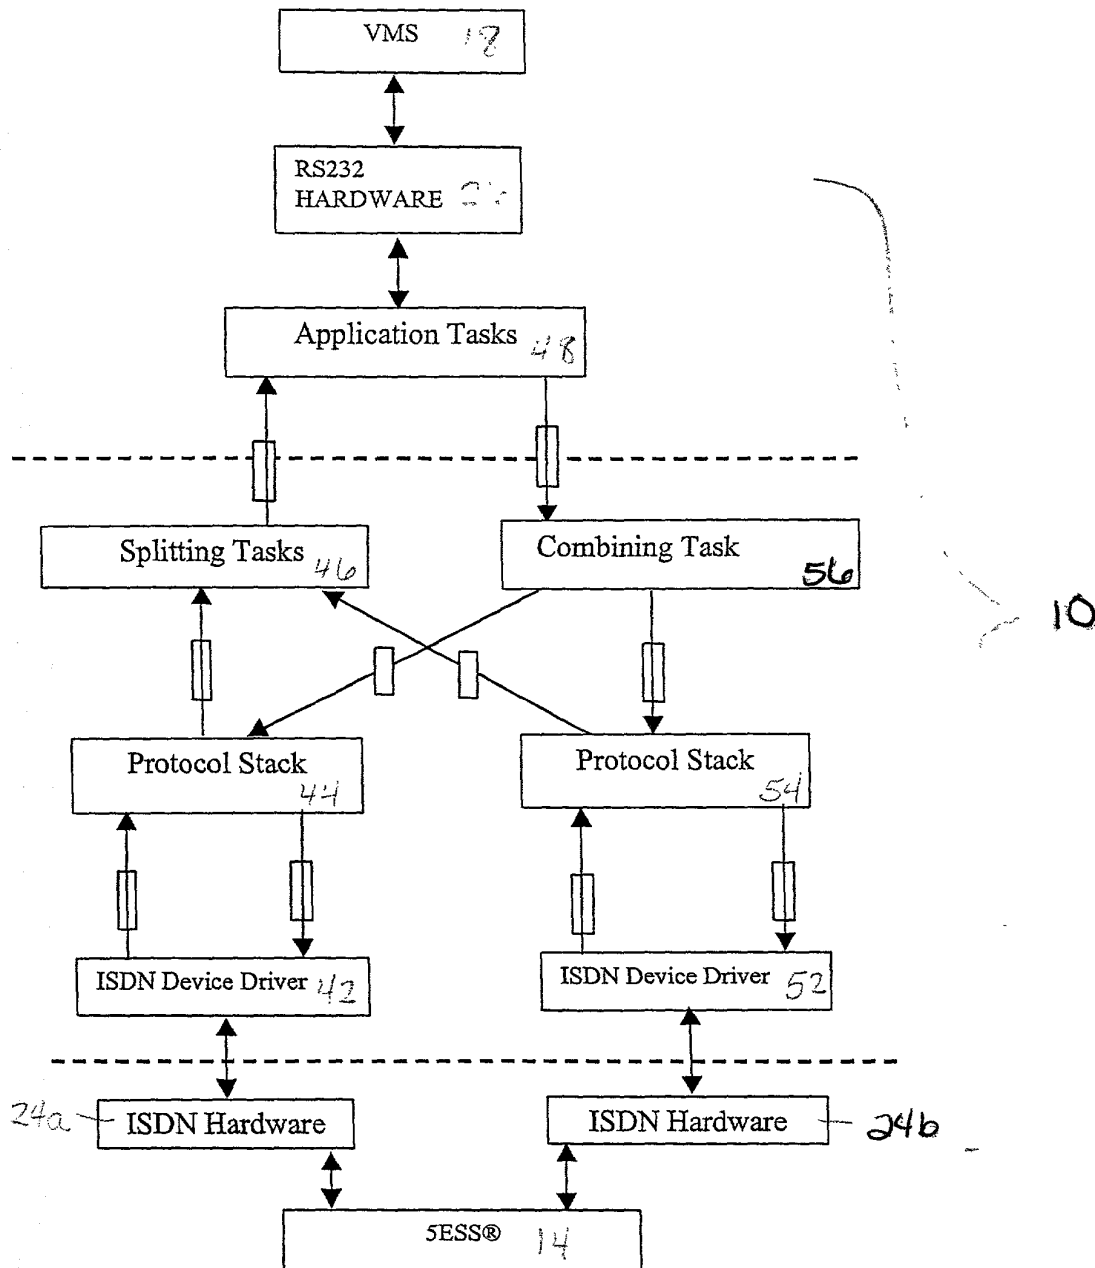 VMS 18
RS232
HARDWARE
Application Tasks 48
Splitting Tasks 46
Combining Task 56
10
Protocol Stack 44
Protocol Stack 54
ISDN Device Driver 42
ISDN Device Driver 52
24a ISDN Hardware
ISDN Hardware 24b
5ESS® 14